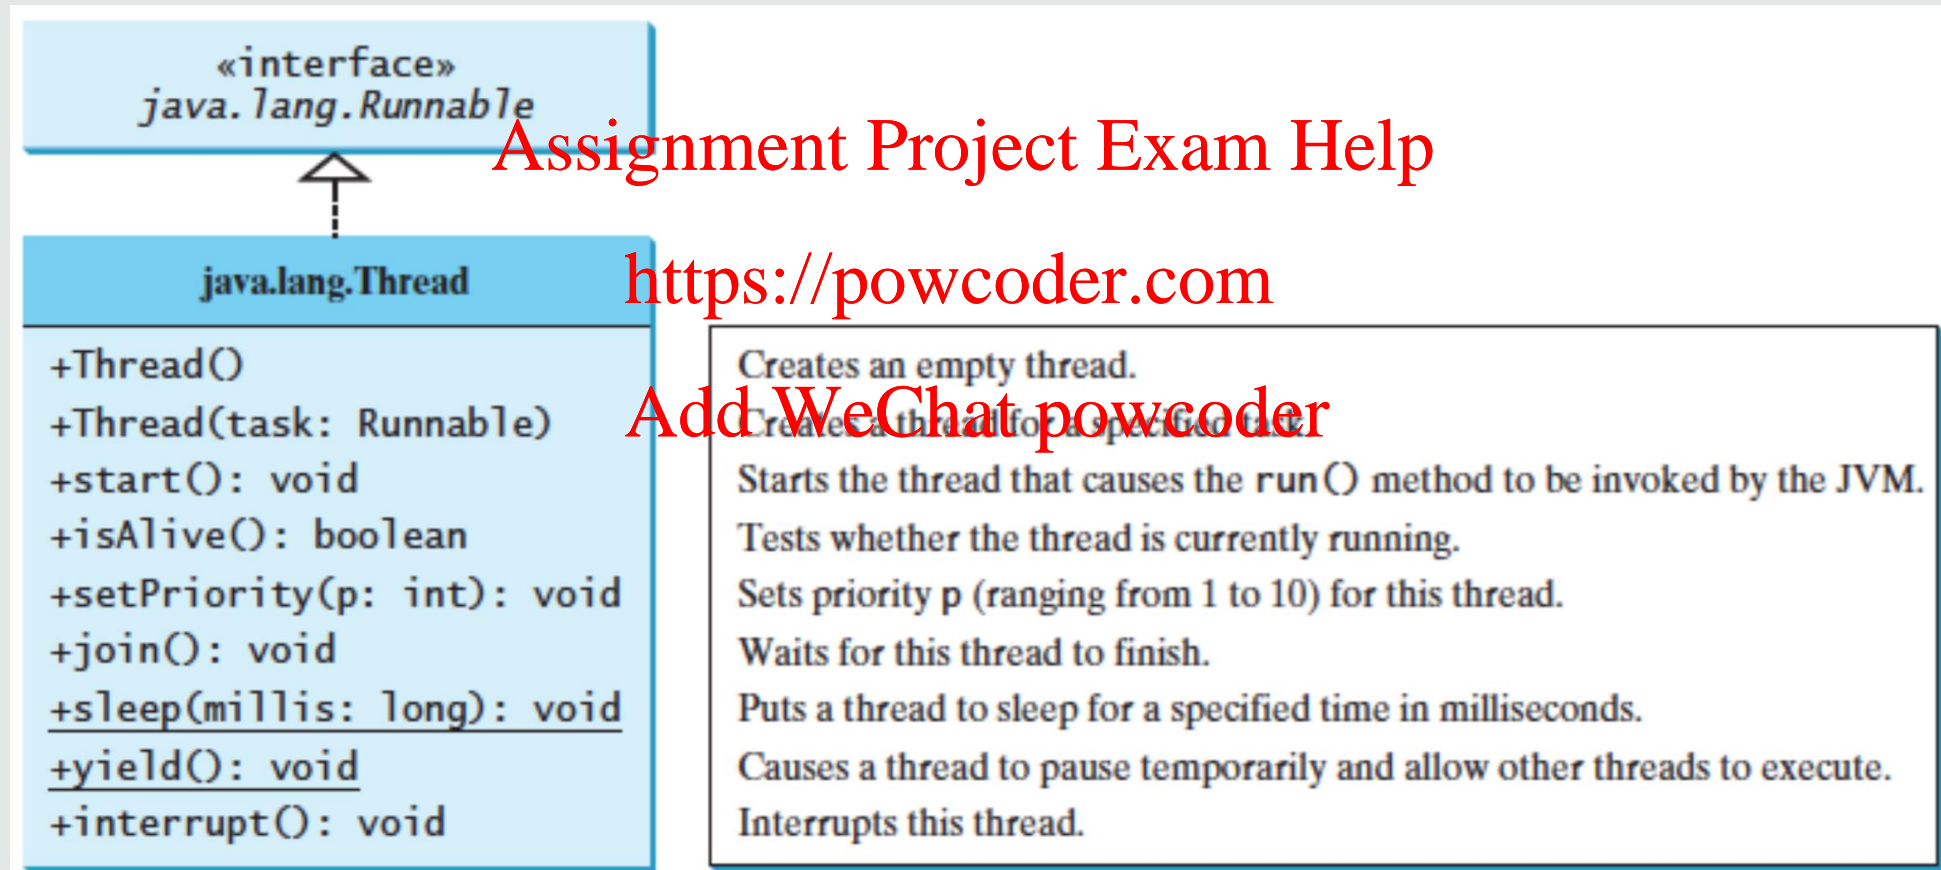 «interface»
java.lang.Runnable
Assignment Project Exam Help
java.lang.Thread
https://powcoder.com
+Thread()
Creates an empty thread.
+Thread(task: Runnable)
Creates a thread for a specified task.
Add WeChat powcoder
+start(): void
Starts the thread that causes the run() method to be invoked by the JVM.
+isAlive(): boolean
Tests whether the thread is currently running.
+setPriority(p: int): void
Sets priority p (ranging from 1 to 10) for this thread.
+join(): void
Waits for this thread to finish.
+sleep(millis: long): void
Puts a thread to sleep for a specified time in milliseconds.
+yield(): void
Causes a thread to pause temporarily and allow other threads to execute.
+interrupt(): void
Interrupts this thread.